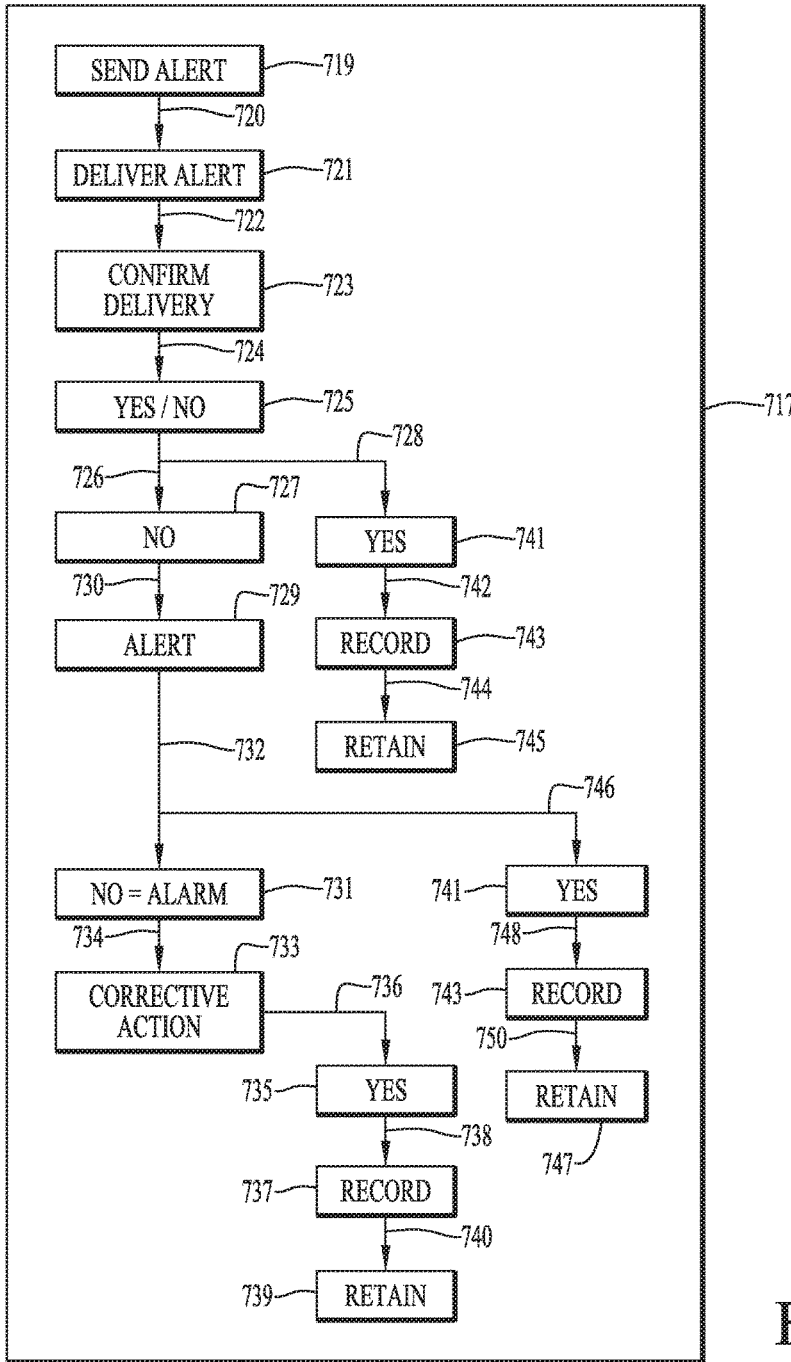 SEND ALERT
719
720
DELIVER ALERT
721
722
CONFIRM
DELIVERY
723
724
YES / NO
725
717
728
726
727
NO
YES
741
730
729
742
ALERT
RECORD
743
744
732
RETAIN
745
746
NO = ALARM
731
741
YES
734
733
748
CORRECTIVE
ACTION
736
743
RECORD
750
735
YES
RETAIN
738
747
737
RECORD
740
739
RETAIN